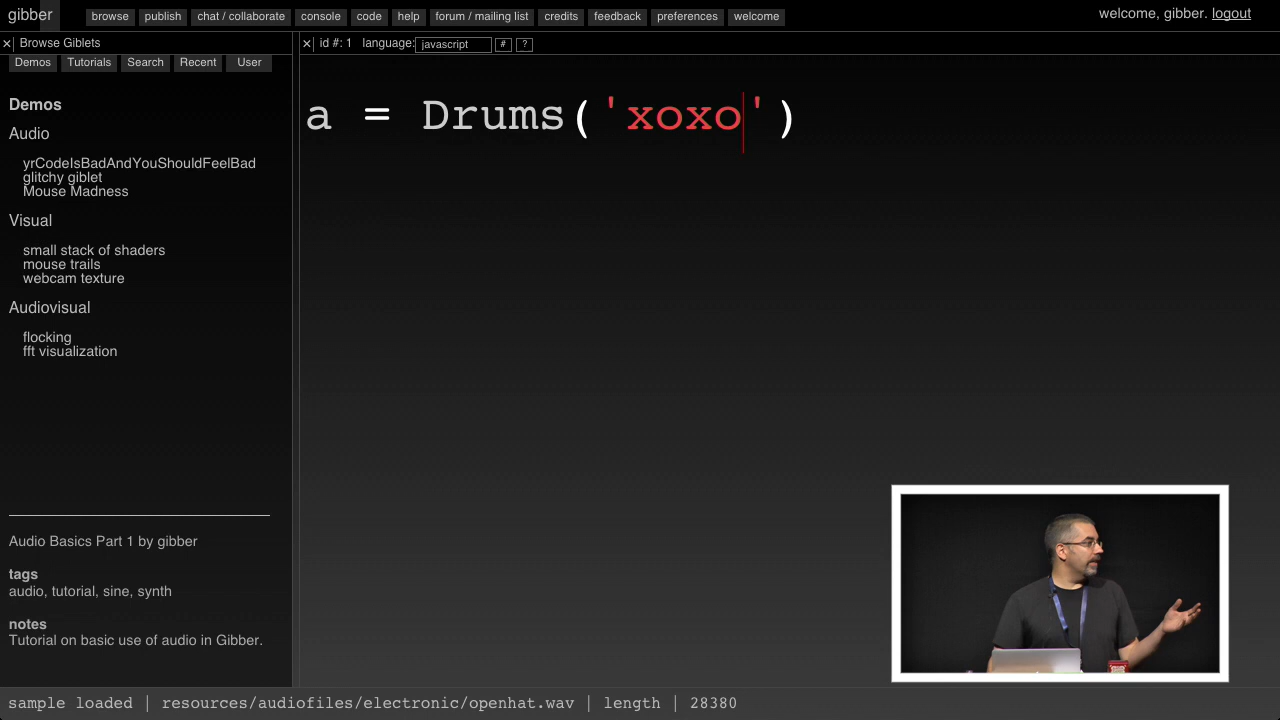 gibber browse publish chat / collaborate console code help forum / mailing list credits feedback preferences welcome welcome, gibber. logout
× Browse Giblets
Demos Tutorials Search Recent User
Demos
Audio
yrCodeIsBadAndYouShouldFeelBad
glitchy giblet
Mouse Madness
Visual
small stack of shaders
mouse trails
webcam texture
Audiovisual
flocking
fft visualization
Audio Basics Part 1 by gibber
tags
audio, tutorial, sine, synth
notes
Tutorial on basic use of audio in Gibber.
× id #: 1 language: javascript # ?
a = Drums('xoxo')
sample loaded | resources/audiofiles/electronic/openhat.wav | length | 28380